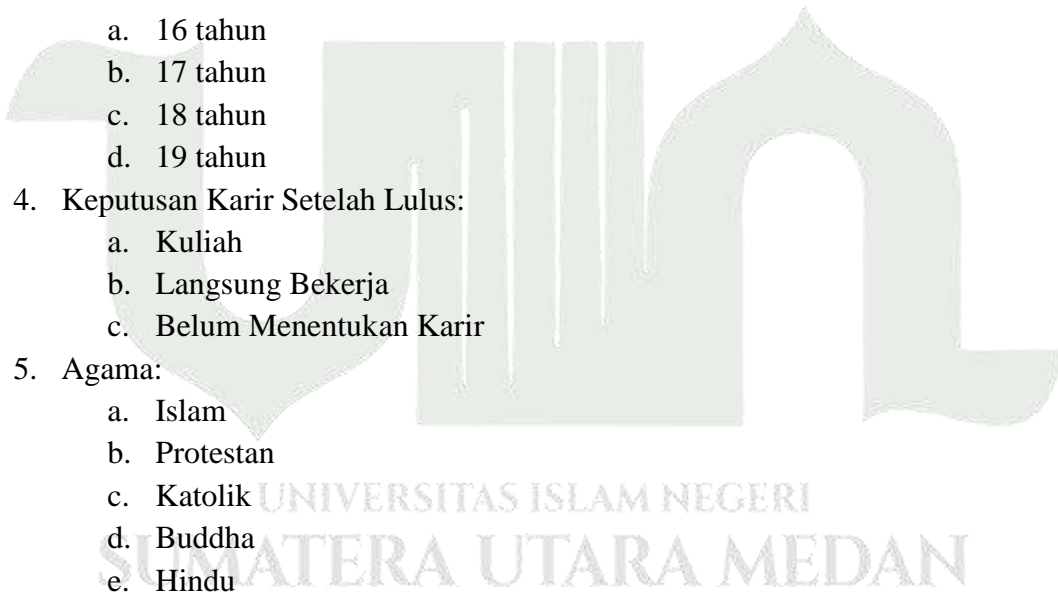 a. 16 tahun
b. 17 tahun
c. 18 tahun
d. 19 tahun
4. Keputusan Karir Setelah Lulus:
a. Kuliah
b. Langsung Bekerja
c. Belum Menentukan Karir
5. Agama:
a. Islam
b. Protestan
c. Katolik
UNIVERSITAS ISLAM NEGERI
d. Buddha
SUMATERA UTARA MEDAN
e. Hindu